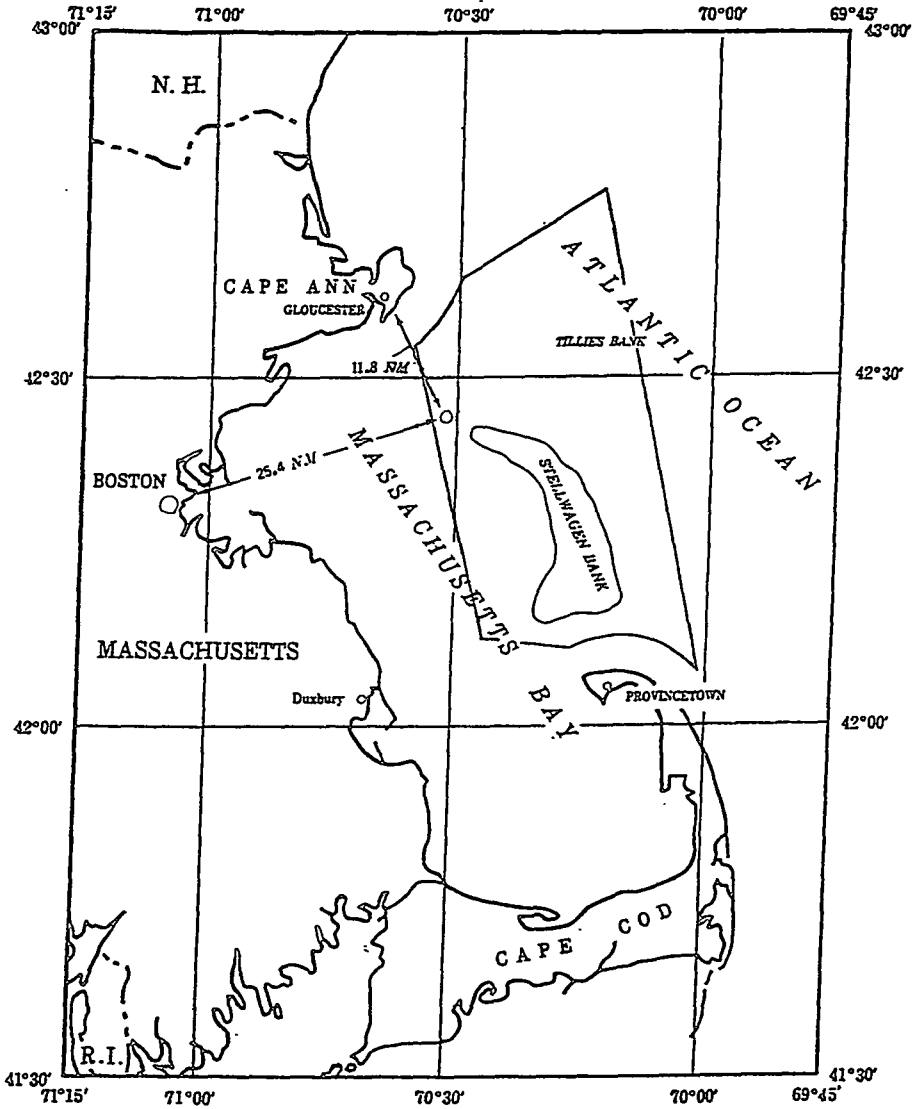 71°15' 71°00' 70°30' 70°00' 69°45'
43°00' 43°00'
N. H.
ATLANTIC
OCEAN
CAPE ANN
GLOUCESTER
TILLIES BANK
11.8 NM
42°30' 42°30'
MASSACHUSETTS
BAY
25.4 NM
BOSTON
STELLWAGEN BANK
MASSACHUSETTS
Duxbury
PROVINCETOWN
42°00' 42°00'
CAPE COD
R.I.
41°30' 41°30'
71°15' 71°00' 70°30' 70°00' 69°45'